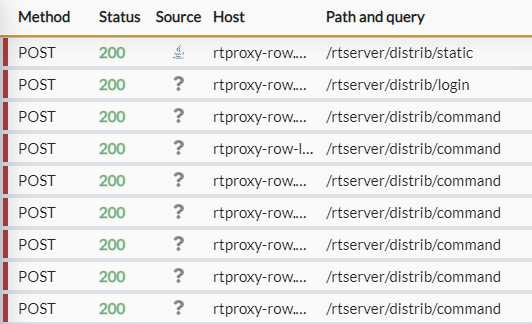 Method Status Source Host Path and query
POST 200 rtproxy-row.... /rtserver/distrib/static
POST 200 ? rtproxy-row.... /rtserver/distrib/login
POST 200 ? rtproxy-row.... /rtserver/distrib/command
POST 200 ? rtproxy-row-l... /rtserver/distrib/command
POST 200 ? rtproxy-row.... /rtserver/distrib/command
POST 200 ? rtproxy-row.... /rtserver/distrib/command
POST 200 ? rtproxy-row.... /rtserver/distrib/command
POST 200 ? rtproxy-row.... /rtserver/distrib/command
POST 200 ? rtproxy-row.... /rtserver/distrib/command